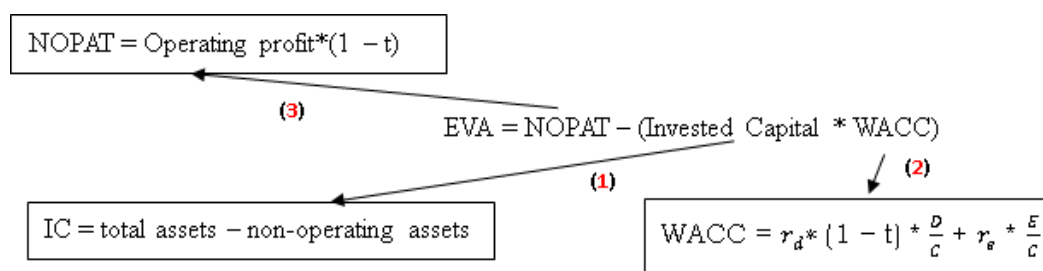 NOPAT = Operating profit*(1 – t)
(3)
EVA = NOPAT – (Invested Capital * WACC)
(1)
(2)
IC = total assets – non-operating assets
WACC = r_d* (1 – t) * D/C + r_e * E/C